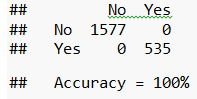 ## No Yes
## No 1577 0
## Yes 0 535
## Accuracy = 100%